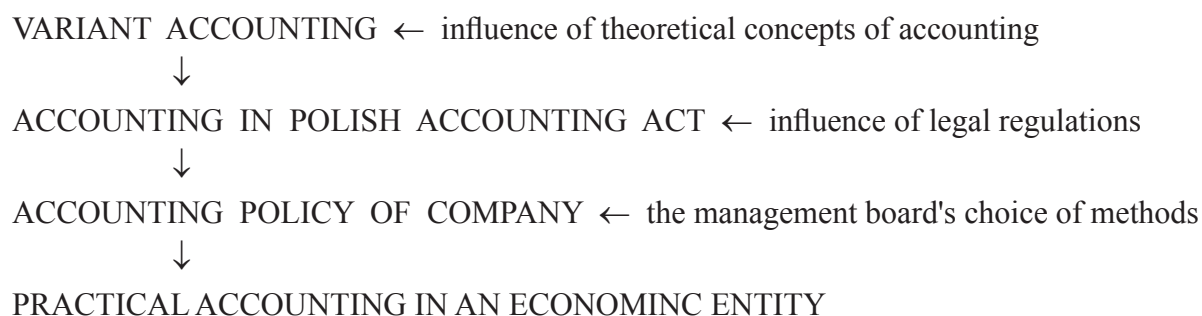 VARIANT ACCOUNTING ← influence of theoretical concepts of accounting
↓
ACCOUNTING IN POLISH ACCOUNTING ACT ← influence of legal regulations
↓
ACCOUNTING POLICY OF COMPANY ← the management board's choice of methods
↓
PRACTICAL ACCOUNTING IN AN ECONOMINC ENTITY